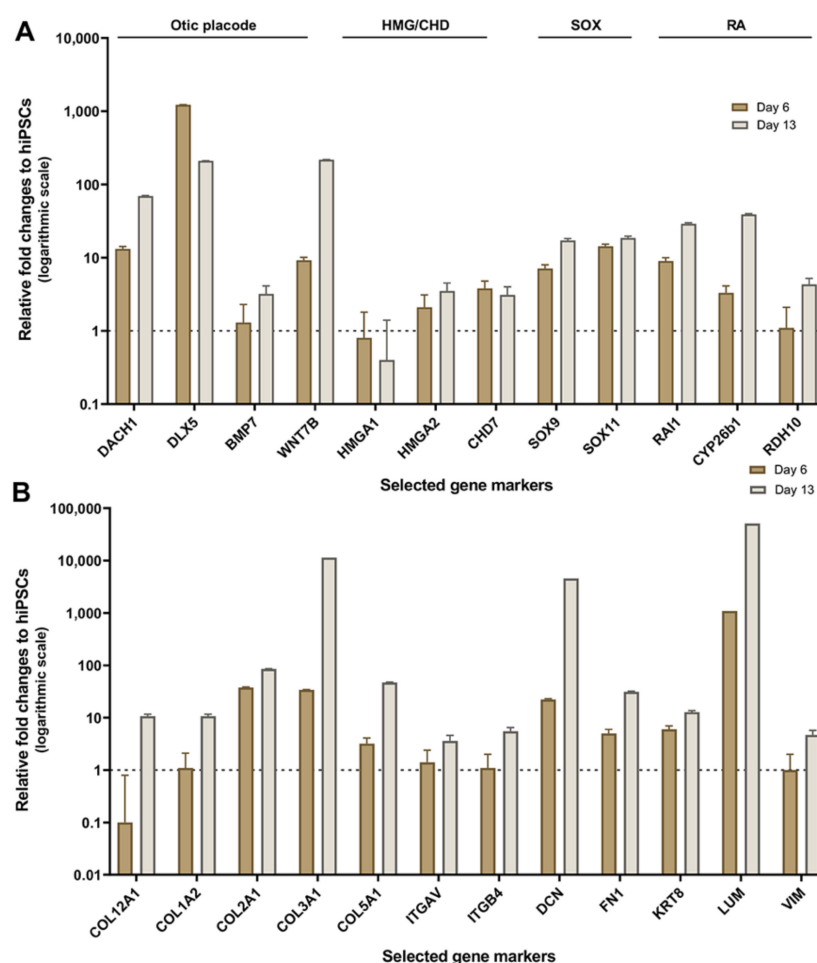 A
Otic placode HMG/CHD SOX RA
Relative fold changes to hiPSCs
(logarithmic scale)
10,000
1,000
100
10
1
0.1
Day 6
Day 13
DACH1 DLX5 BMP7 WNT7B HMGA1 HMGA2 CHD7 SOX9 SOX11 RAI1 CYP26b1 RDH10
Selected gene markers
B
Day 6
Day 13
Relative fold changes to hiPSCs
(logarithmic scale)
100,000
10,000
1,000
100
10
1
0.1
0.01
COL12A1 COL1A2 COL2A1 COL3A1 COL5A1 ITGAV ITGB4 DCN FN1 KRT8 LUM VIM
Selected gene markers